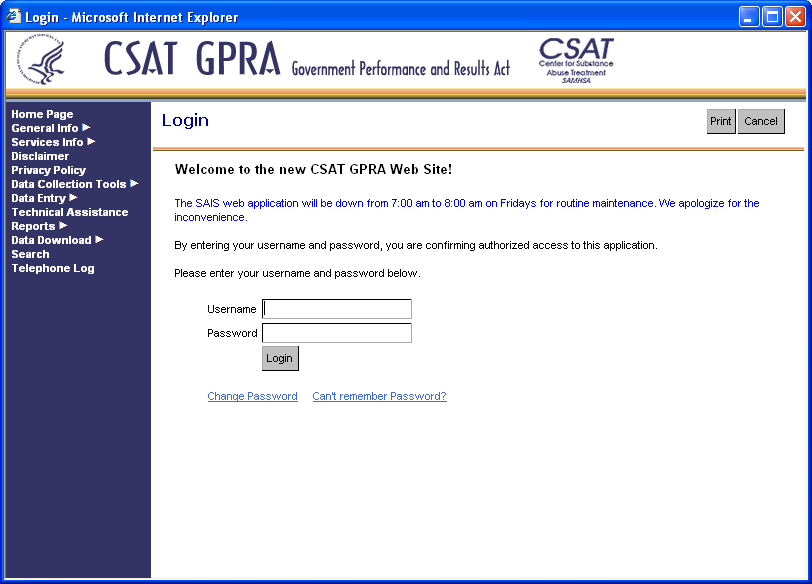 Login - Microsoft Internet Explorer
CSAT GPRA Government Performance and Results Act
CSAT
Center for Substance
Abuse Treatment
SAMHSA
Home Page
General Info
Services Info
Disclaimer
Privacy Policy
Data Collection Tools
Data Entry
Technical Assistance
Reports
Data Download
Search
Telephone Log
Login
Print
Cancel
Welcome to the new CSAT GPRA Web Site!
The SAIS web application will be down from 7:00 am to 8:00 am on Fridays for routine maintenance. We apologize for the
inconvenience.
By entering your username and password, you are confirming authorized access to this application.
Please enter your username and password below.
Username
Password
Login
Change Password
Can't remember Password?